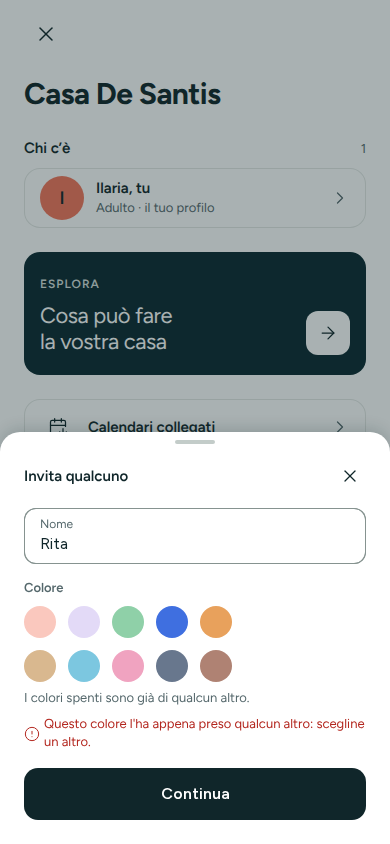 Casa De Santis
Chi c'è
1
I
Ilaria, tu
Adulto · il tuo profilo
ESPLORA
Cosa può fare
la vostra casa
Calendari collegati
Invita qualcuno
Nome
Rita
Colore
I colori spenti sono già di qualcun altro.
Questo colore l'ha appena preso qualcun altro: scegline
un altro.
Continua